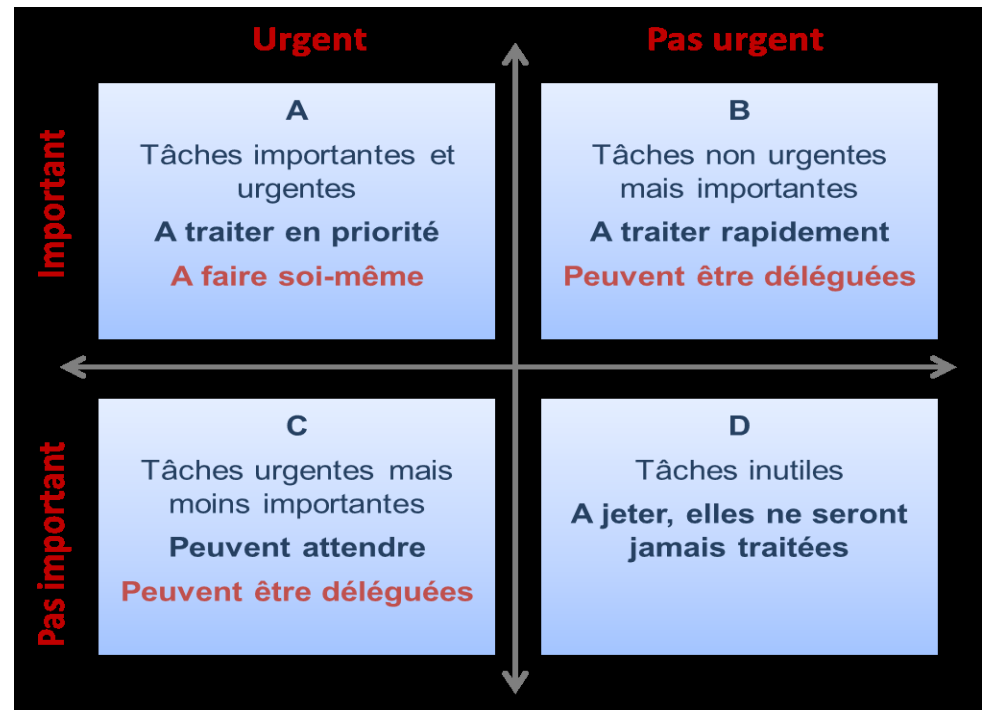 Urgent
Pas urgent
Important
A
Tâches importantes et
urgentes
A traiter en priorité
A faire soi-même
B
Tâches non urgentes
mais importantes
A traiter rapidement
Peuvent être déléguées
Pas important
C
Tâches urgentes mais
moins importantes
Peuvent attendre
Peuvent être déléguées
D
Tâches inutiles
A jeter, elles ne seront
jamais traitées